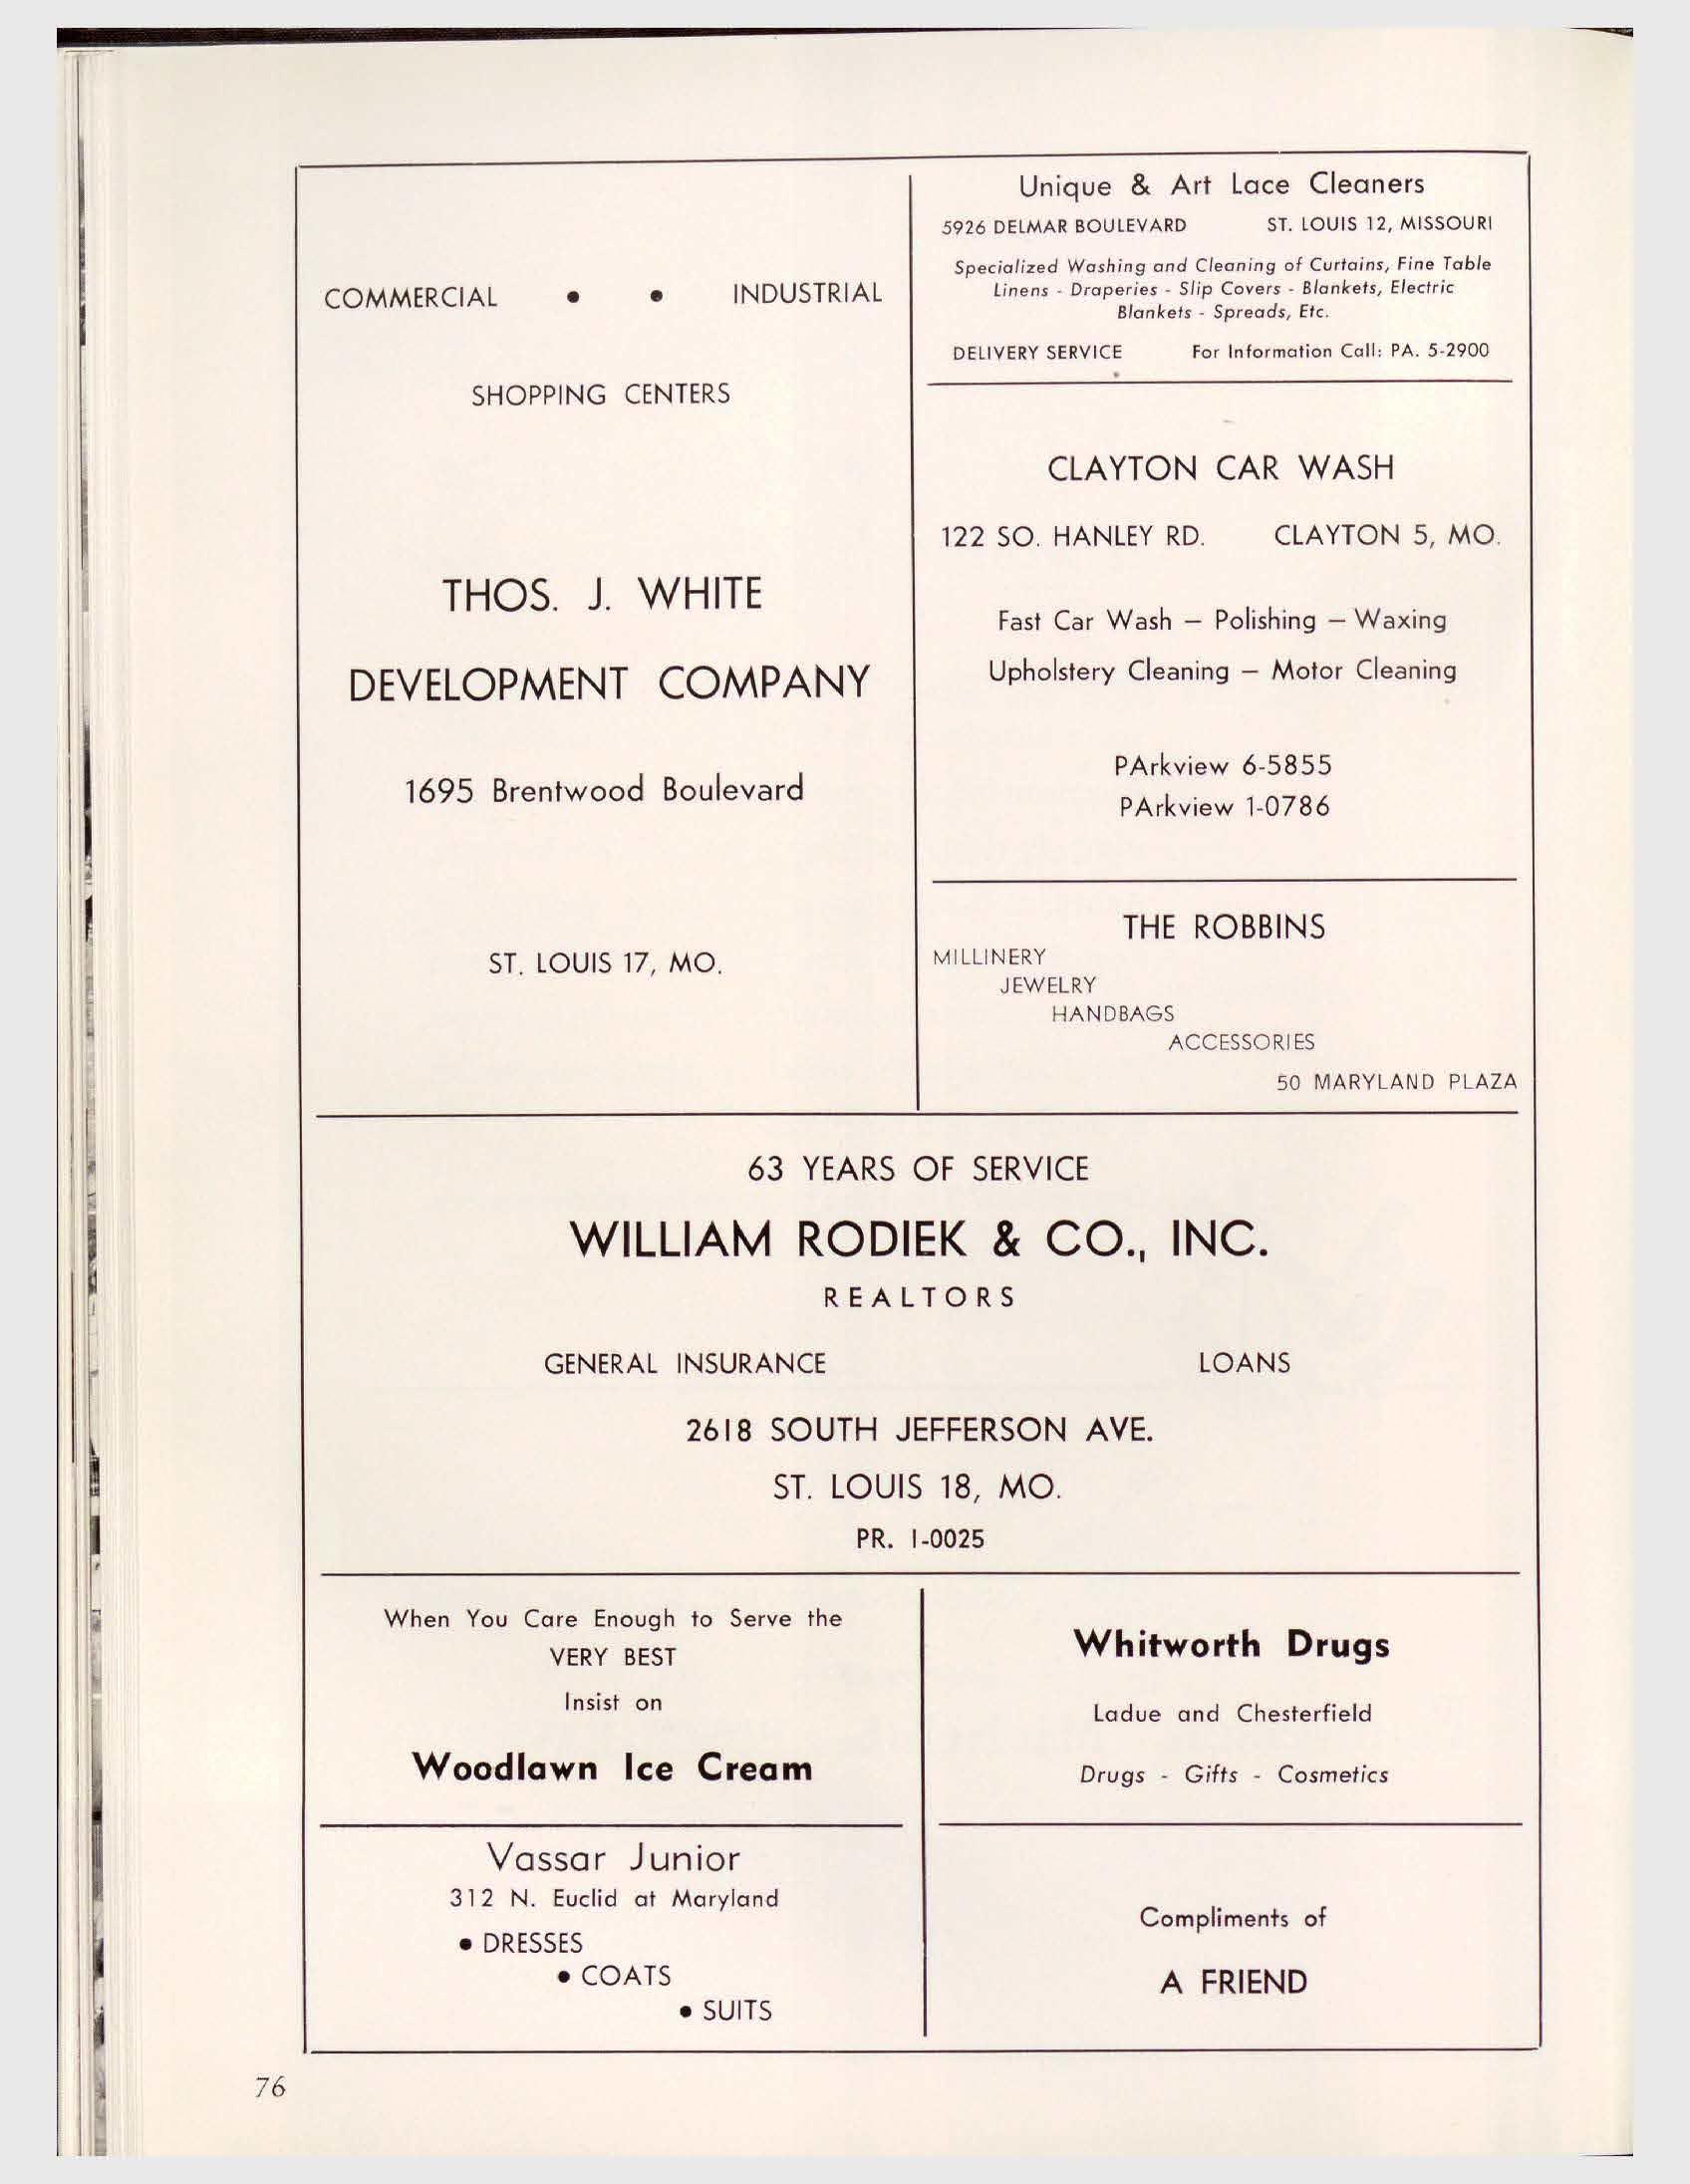 COMMERCIAL • • INDUSTRIAL
SHOPPING CENTERS
THOS. J. WHITE
DEVELOPMENT COMPANY
1695 Brentwood Boulevard
ST. LOUIS 17, MO.
Unique & Art Lace Cleaners
5926 DELMAR BOULEVARD ST. LOUIS 12, MISSOURI
Specialized Washing and Cleaning of Curtains, Fine Table
Linens - Draperies - Slip Covers - Blankets, Electric
Blankets - Spreads, Etc.
DELIVERY SERVICE For Information Call: PA. 5-2900
CLAYTON CAR WASH
122 SO. HANLEY RD. CLAYTON 5, MO.
Fast Car Wash — Polishing — Waxing
Upholstery Cleaning — Motor Cleaning
PArkview 6-5855
PArkview 1-0786
THE ROBBINS
MILLINERY
JEWELRY
HANDBAGS
ACCESSORIES
50 MARYLAND PLAZA
63 YEARS OF SERVICE
WILLIAM RODIEK & CO., INC.
REALTORS
GENERAL INSURANCE LOANS
2618 SOUTH JEFFERSON AVE.
ST. LOUIS 18, MO.
PR. 1-0025
When You Care Enough to Serve the
VERY BEST
Insist on
Woodlawn Ice Cream
Whitworth Drugs
Ladue and Chesterfield
Drugs - Gifts - Cosmetics
Vassar Junior
312 N. Euclid at Maryland
• DRESSES
• COATS
• SUITS
Compliments of
A FRIEND
76